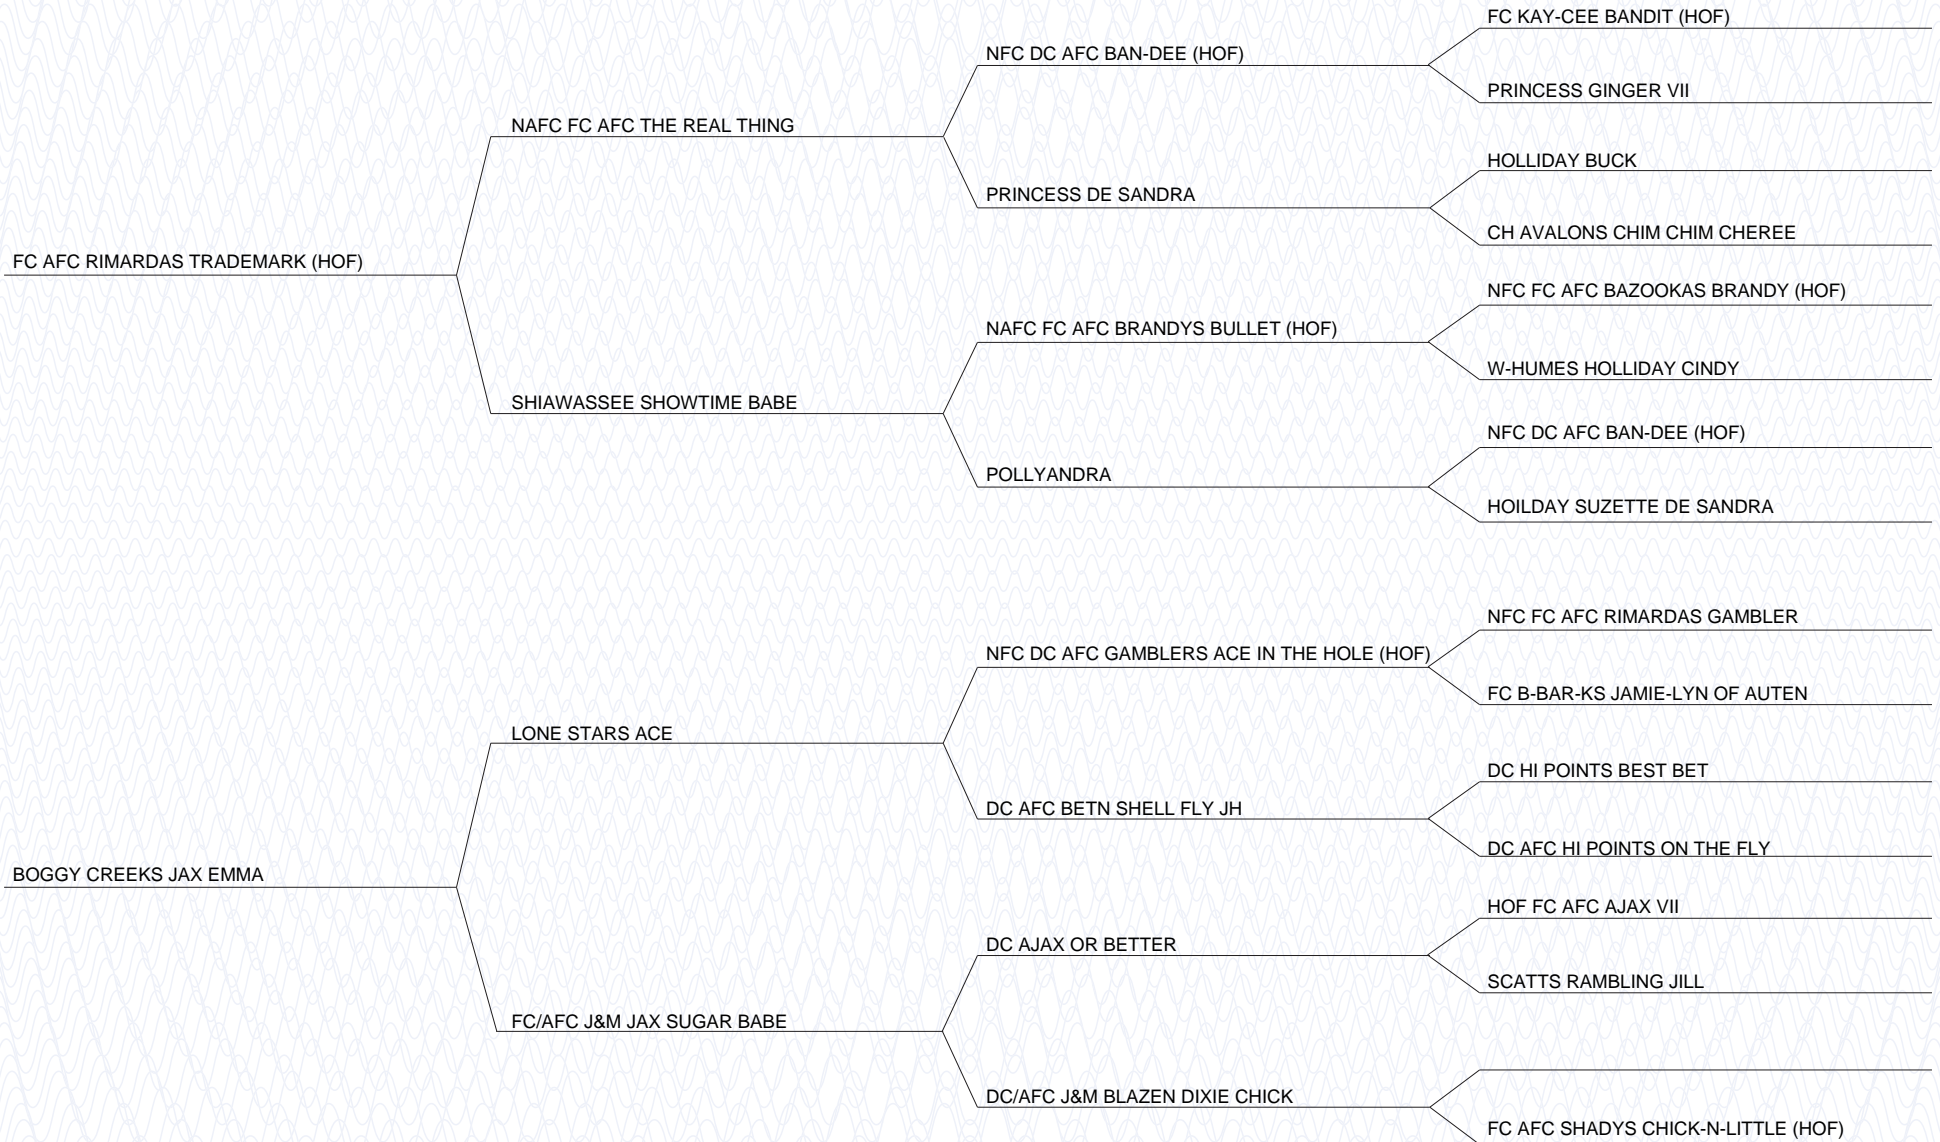 FC KAY-CEE BANDIT (HOF)
NFC DC AFC BAN-DEE (HOF)
PRINCESS GINGER VII
NAFC FC AFC THE REAL THING
HOLLIDAY BUCK
PRINCESS DE SANDRA
CH AVALONS CHIM CHIM CHEREE
FC AFC RIMARDAS TRADEMARK (HOF)
NFC FC AFC BAZOOKAS BRANDY (HOF)
NAFC FC AFC BRANDYS BULLET (HOF)
W-HUMES HOLLIDAY CINDY
SHIAWASSEE SHOWTIME BABE
NFC DC AFC BAN-DEE (HOF)
POLLYANDRA
HOILDAY SUZETTE DE SANDRA
NFC FC AFC RIMARDAS GAMBLER
NFC DC AFC GAMBLERS ACE IN THE HOLE (HOF)
FC B-BAR-KS JAMIE-LYN OF AUTEN
LONE STARS ACE
DC HI POINTS BEST BET
DC AFC BETN SHELL FLY JH
DC AFC HI POINTS ON THE FLY
BOGGY CREEKS JAX EMMA
HOF FC AFC AJAX VII
DC AJAX OR BETTER
SCATTS RAMBLING JILL
FC/AFC J&M JAX SUGAR BABE
DC/AFC J&M BLAZEN DIXIE CHICK
FC AFC SHADYS CHICK-N-LITTLE (HOF)